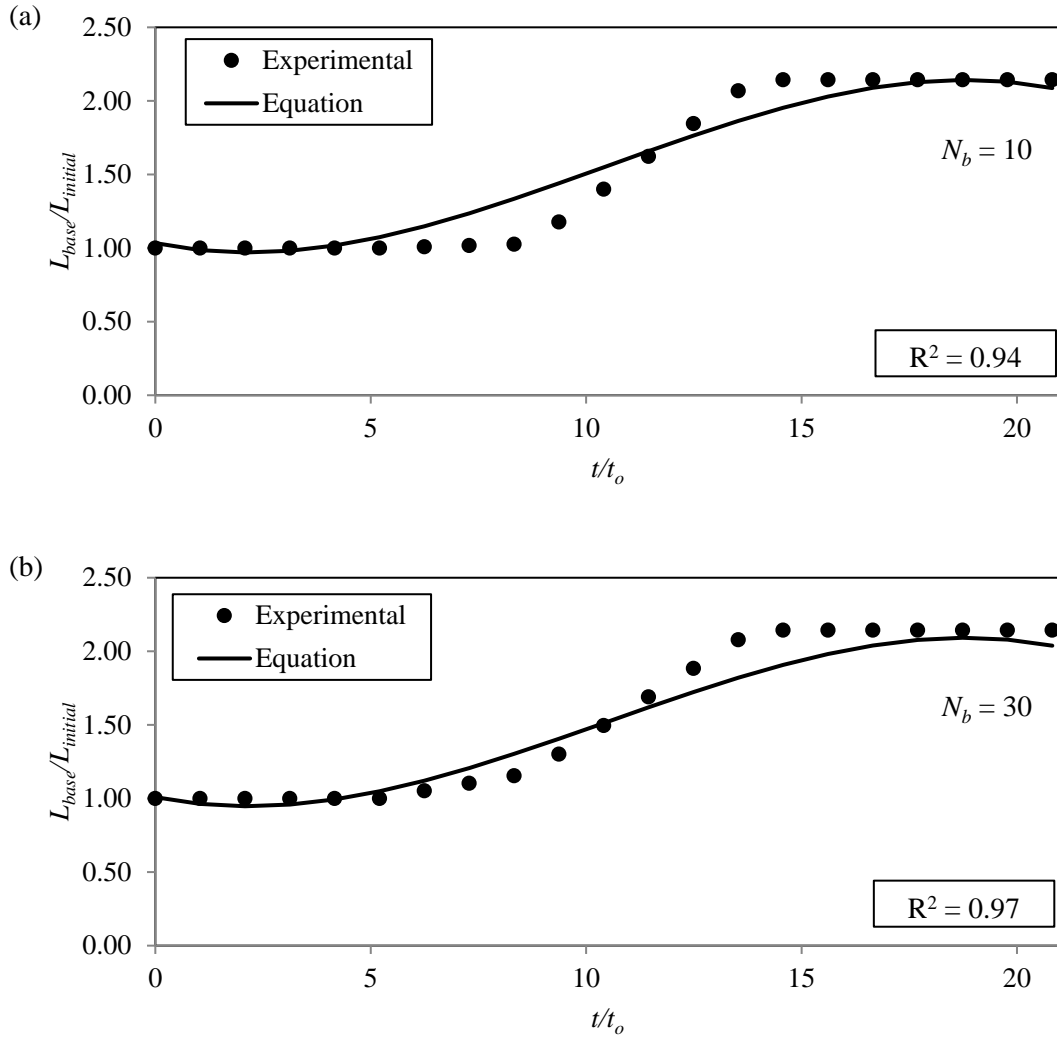 (a)
2.50
2.00
1.50
1.00
0.50
0.00
L_base/L_initial
Experimental
Equation
N_b = 10
R² = 0.94
0 5 10 15 20
t/t_o
(b)
2.50
2.00
1.50
1.00
0.50
0.00
L_base/L_initial
Experimental
Equation
N_b = 30
R² = 0.97
0 5 10 15 20
t/t_o